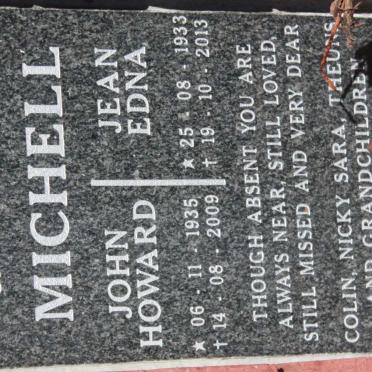 MICHELL
JOHN
HOWARD
★ 06 · 11 · 1935
† 14 · 08 · 2009
JEAN
EDNA
★ 25 · 08 · 1933
† 19 · 10 · 2013
THOUGH ABSENT YOU ARE
ALWAYS NEAR, STILL LOVED,
STILL MISSED AND VERY DEAR
COLIN, NICKY, SARA,
AND GRANDCHILDREN